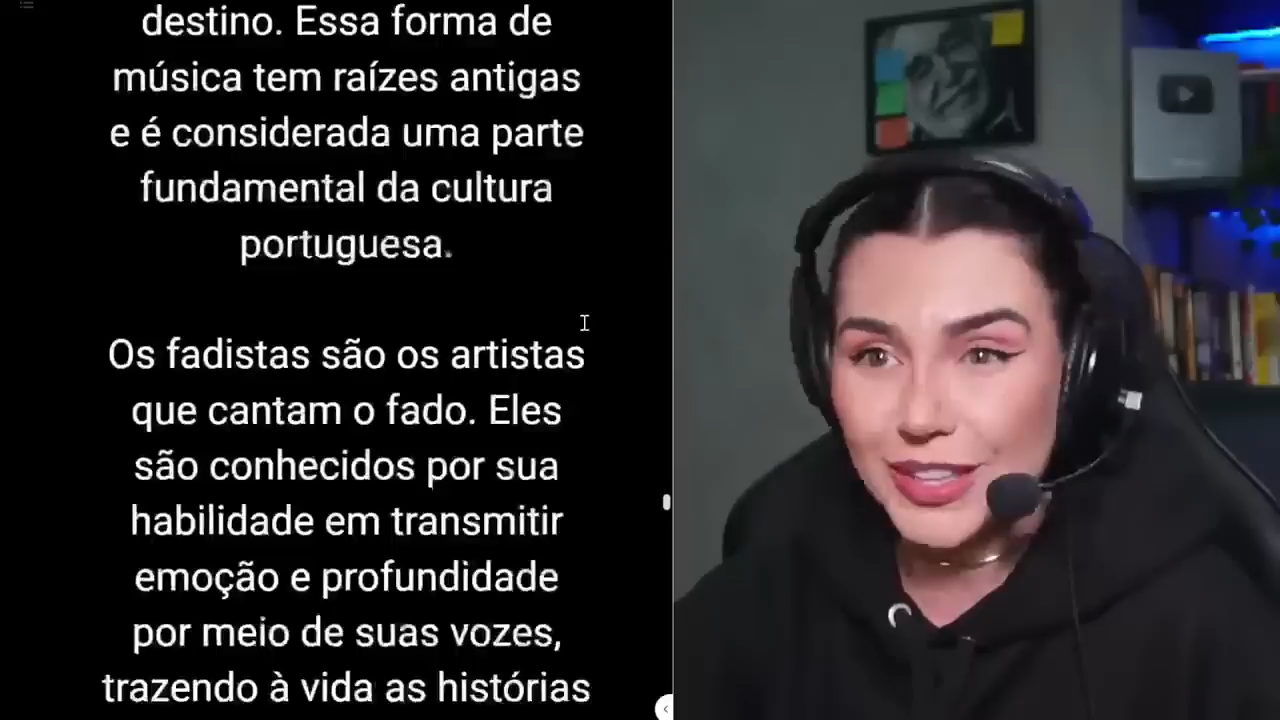 destino. Essa forma de
música tem raízes antigas
e é considerada uma parte
fundamental da cultura
portuguesa.
Os fadistas são os artistas
que cantam o fado. Eles
são conhecidos por sua
habilidade em transmitir
emoção e profundidade
por meio de suas vozes,
trazendo à vida as histórias